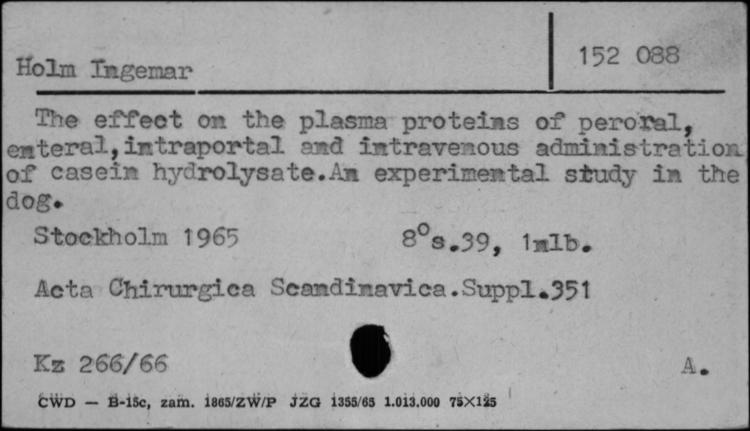 152 088
Holm Ingemar
The effect on the plasma proteins of peroral,
enteral,intraportal and intravenous administration
of casein hydrolysate.An experimental study in the
dog.
Stockholm 1965 8°s.39, 1nlb.
Acta Chirurgica Scandinavica.Suppl.351
Kz 266/66 A.
CWD — B-15c, zam. 1865/ZW/P JZG 1355/65 1.013.000 75×125